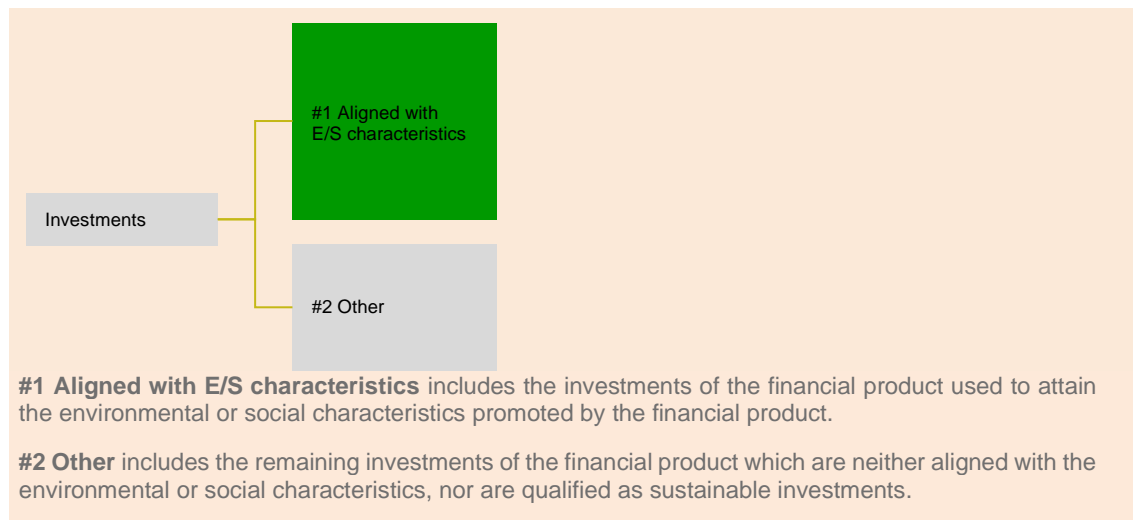 #1 Aligned with
E/S characteristics
Investments
#2 Other
#1 Aligned with E/S characteristics includes the investments of the financial product used to attain
the environmental or social characteristics promoted by the financial product.
#2 Other includes the remaining investments of the financial product which are neither aligned with the
environmental or social characteristics, nor are qualified as sustainable investments.